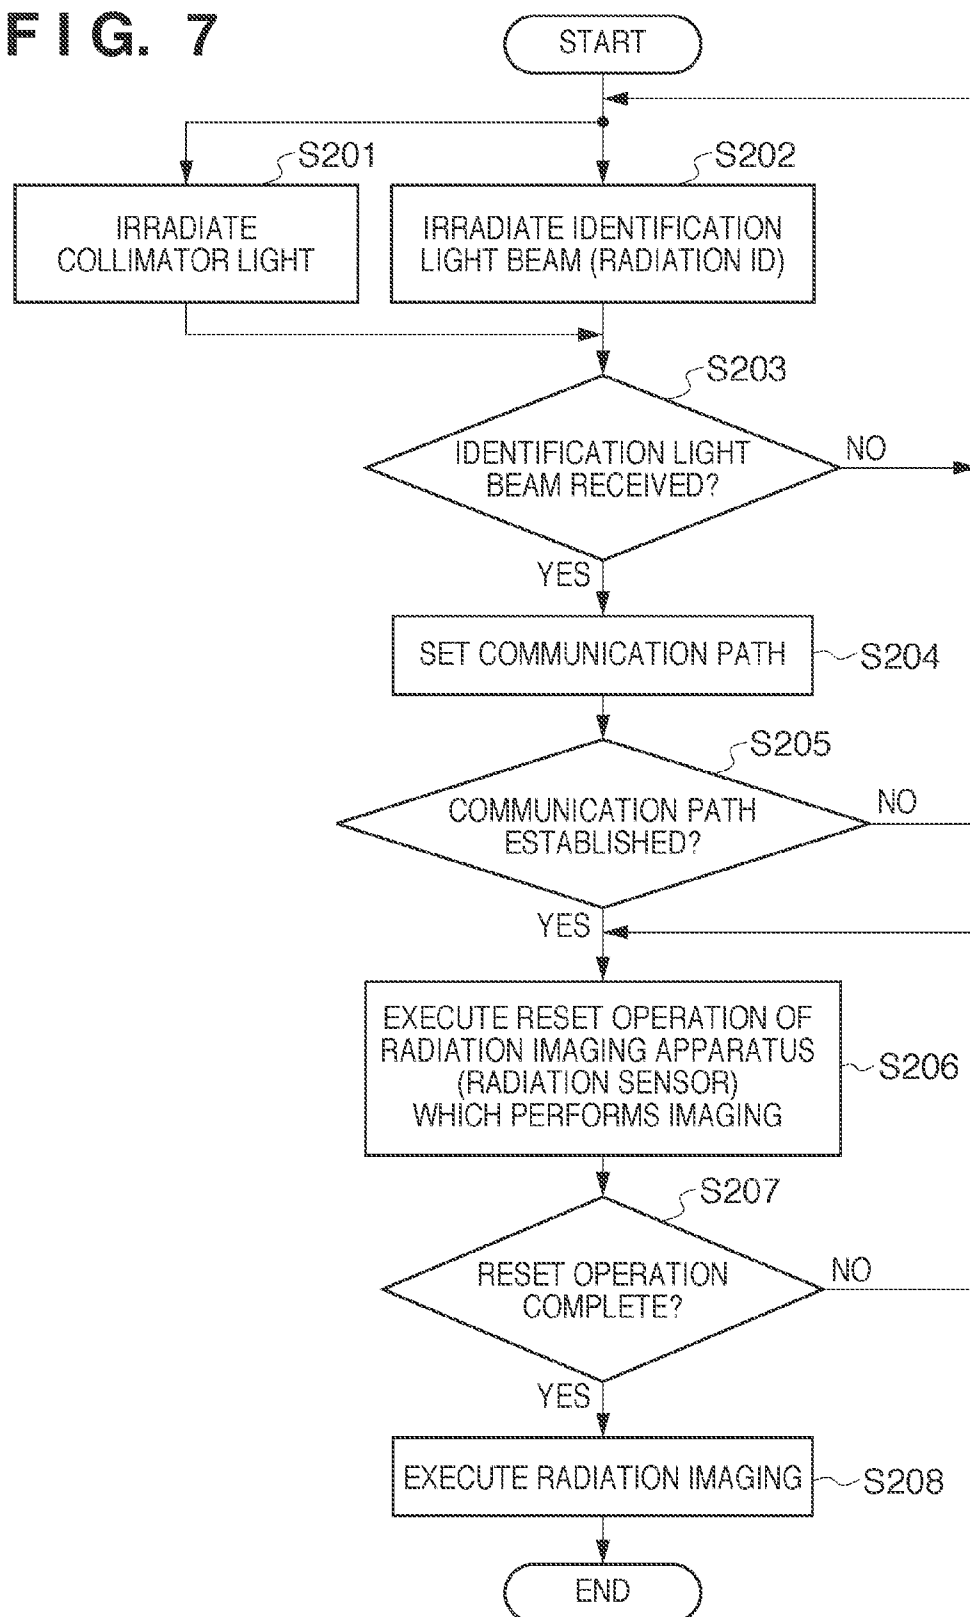 FIG. 7
START
S201
S202
IRRADIATE
COLLIMATOR LIGHT
IRRADIATE IDENTIFICATION
LIGHT BEAM (RADIATION ID)
S203
IDENTIFICATION LIGHT
BEAM RECEIVED?
NO
YES
SET COMMUNICATION PATH
S204
S205
COMMUNICATION PATH
ESTABLISHED?
NO
YES
EXECUTE RESET OPERATION OF
RADIATION IMAGING APPARATUS
(RADIATION SENSOR)
WHICH PERFORMS IMAGING
S206
S207
RESET OPERATION
COMPLETE?
NO
YES
EXECUTE RADIATION IMAGING
S208
END